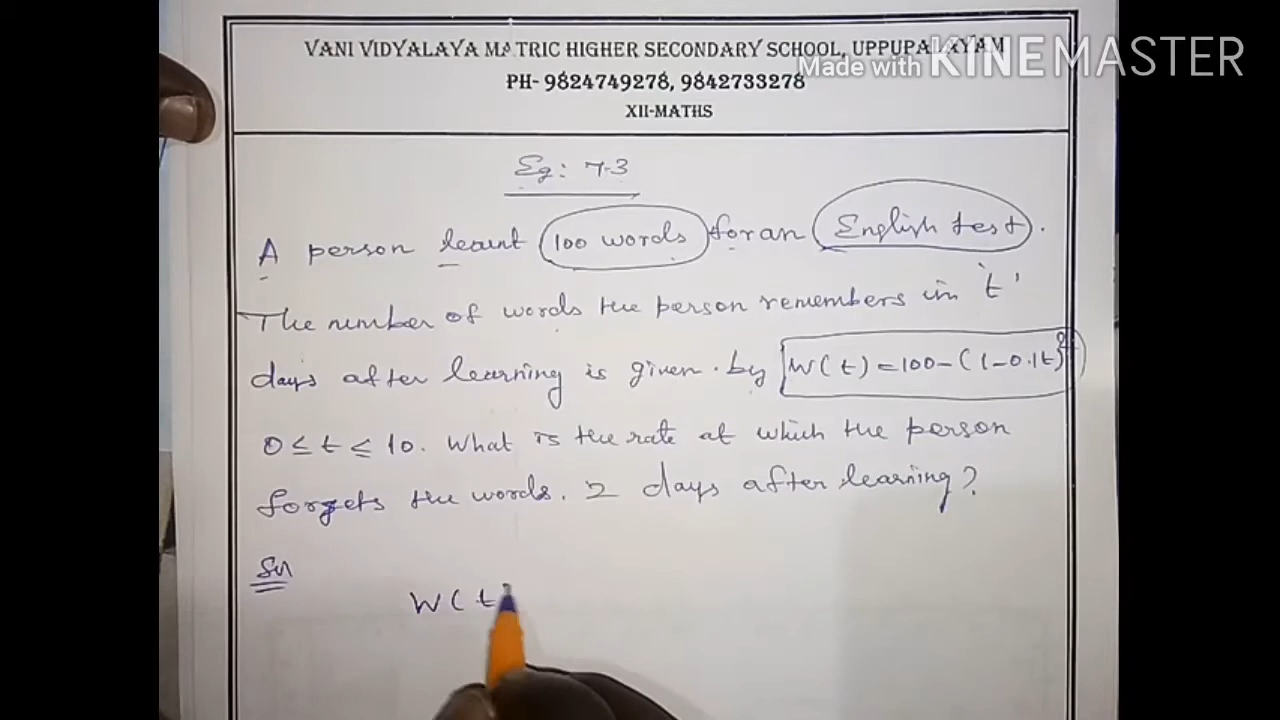 VANI VIDYALAYA MATRIC HIGHER SECONDARY SCHOOL, UPPUPALAYAM
Made with KINEMASTER
PH- 9824749278, 9842733278
XII-MATHS
Eg: 7.3
A person learnt 100 words for an English test.
The number of words the person remembers in 't'
days after learning is given by W(t) = 100-(1-0.1t)²
0 ≤ t ≤ 10. What is the rate at which the person
forgets the words. 2 days after learning?
Sol
W(t